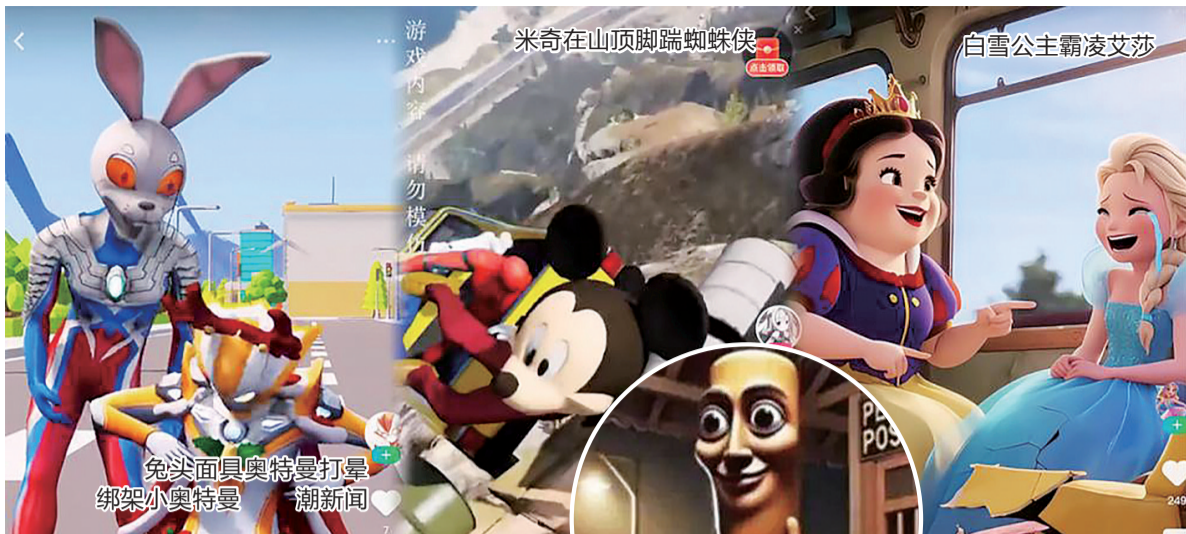 游戏内容 请勿模仿
米奇在山顶脚踹蜘蛛侠
点击领取
白雪公主霸凌艾莎
兔头面具奥特曼打晕
绑架小奥特曼 潮新闻
249
7